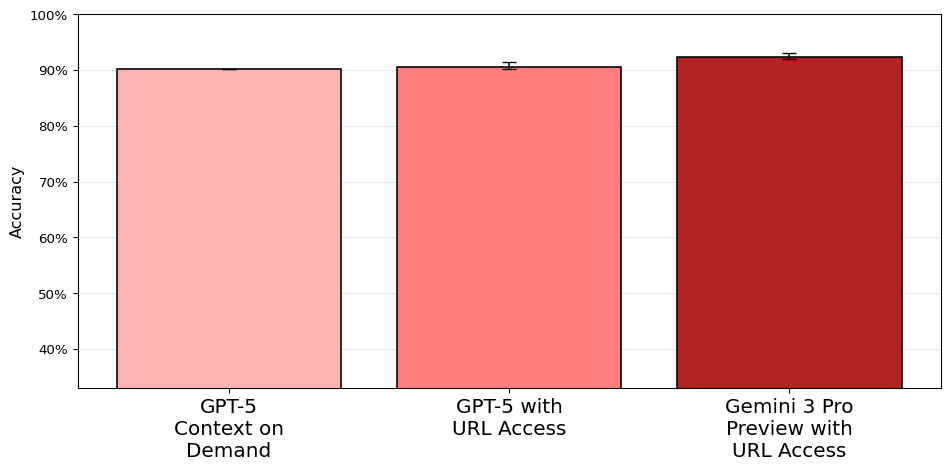 100%
90%
80%
70%
60%
50%
40%
Accuracy
GPT-5
Context on
Demand
GPT-5 with
URL Access
Gemini 3 Pro
Preview with
URL Access